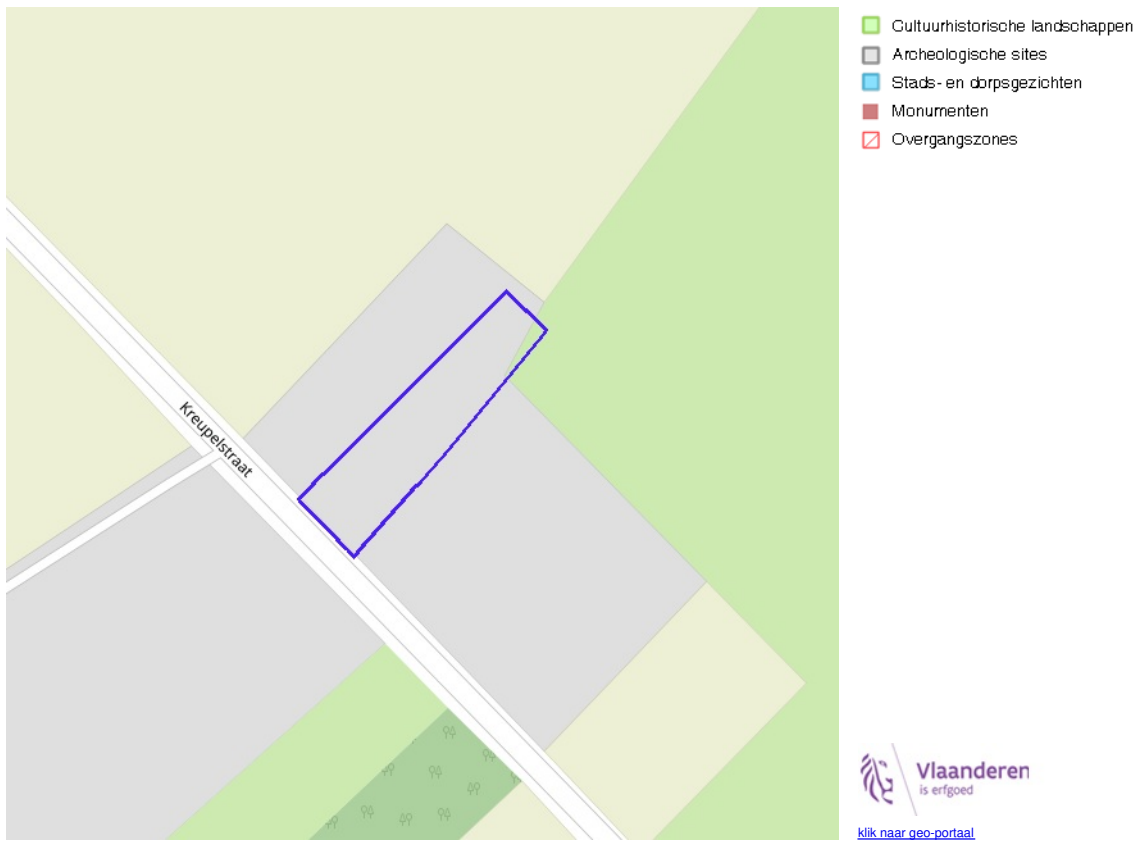 Cultuurhistorische landschappen
Archeologische sites
Stads- en dorpsgezichten
Monumenten
Overgangszones
Kreupelstraat
Vlaanderen
is erfgoed
klik naar geo-portaal